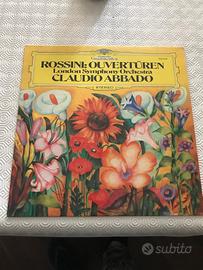 ROSSINI: OUVERTÜREN
London Symphony Orchestra
CLAUDIO ABBADO
STEREO
subito